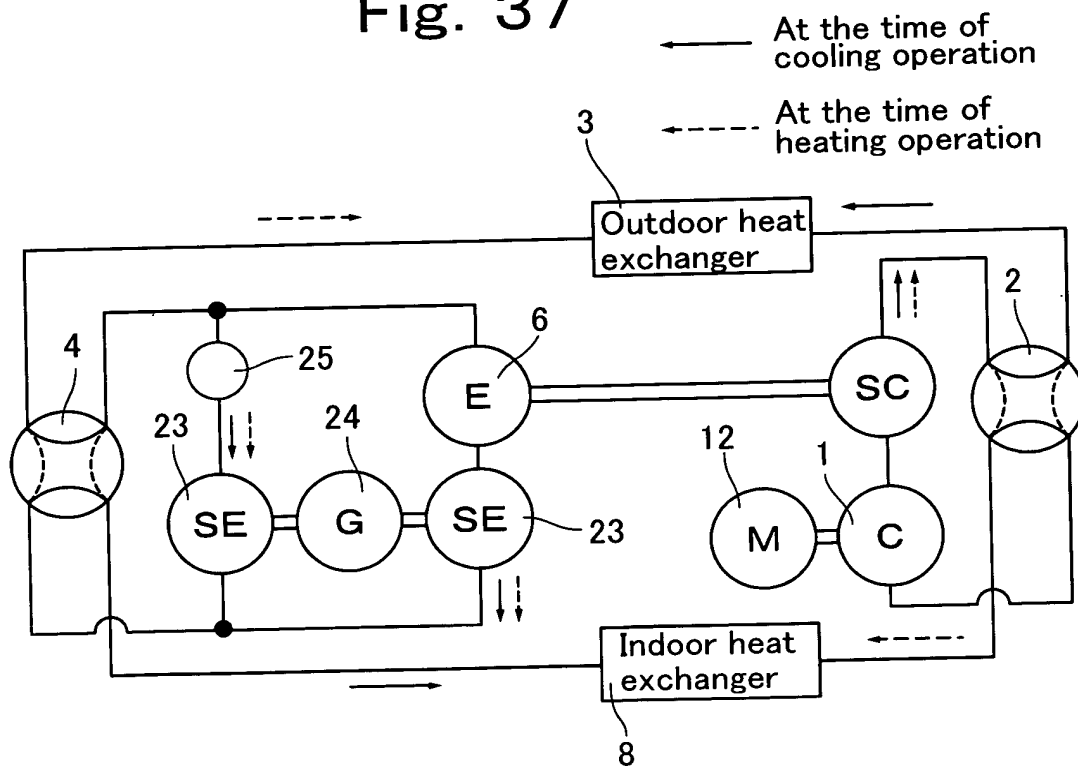 Fig. 37
At the time of
cooling operation
At the time of
heating operation
3
Outdoor heat
exchanger
2
4
25
6
E
SC
23
24
12
1
SE
G
SE
23
M
C
Indoor heat
exchanger
8